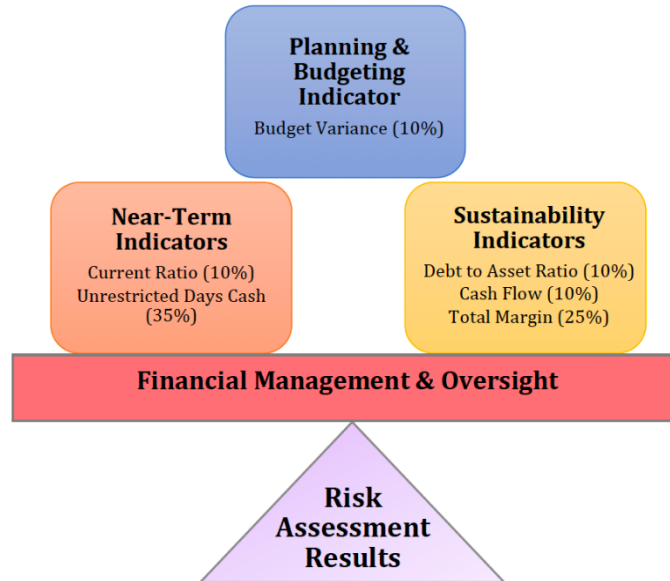 Planning &
Budgeting
Indicator
Budget Variance (10%)
Near-Term
Indicators
Current Ratio (10%)
Unrestricted Days Cash
(35%)
Sustainability
Indicators
Debt to Asset Ratio (10%)
Cash Flow (10%)
Total Margin (25%)
Financial Management & Oversight
Risk
Assessment
Results